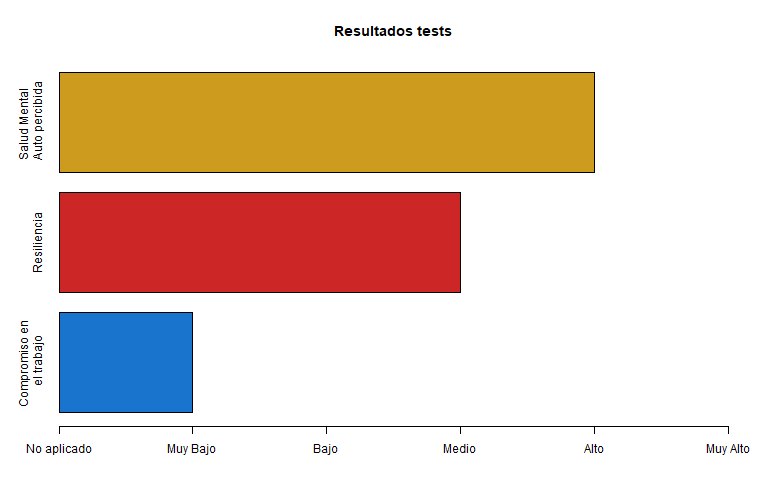 Resultados tests
Salud Mental
Auto percibida
Resiliencia
Compromiso en
el trabajo
No aplicado
Muy Bajo
Bajo
Medio
Alto
Muy Alto